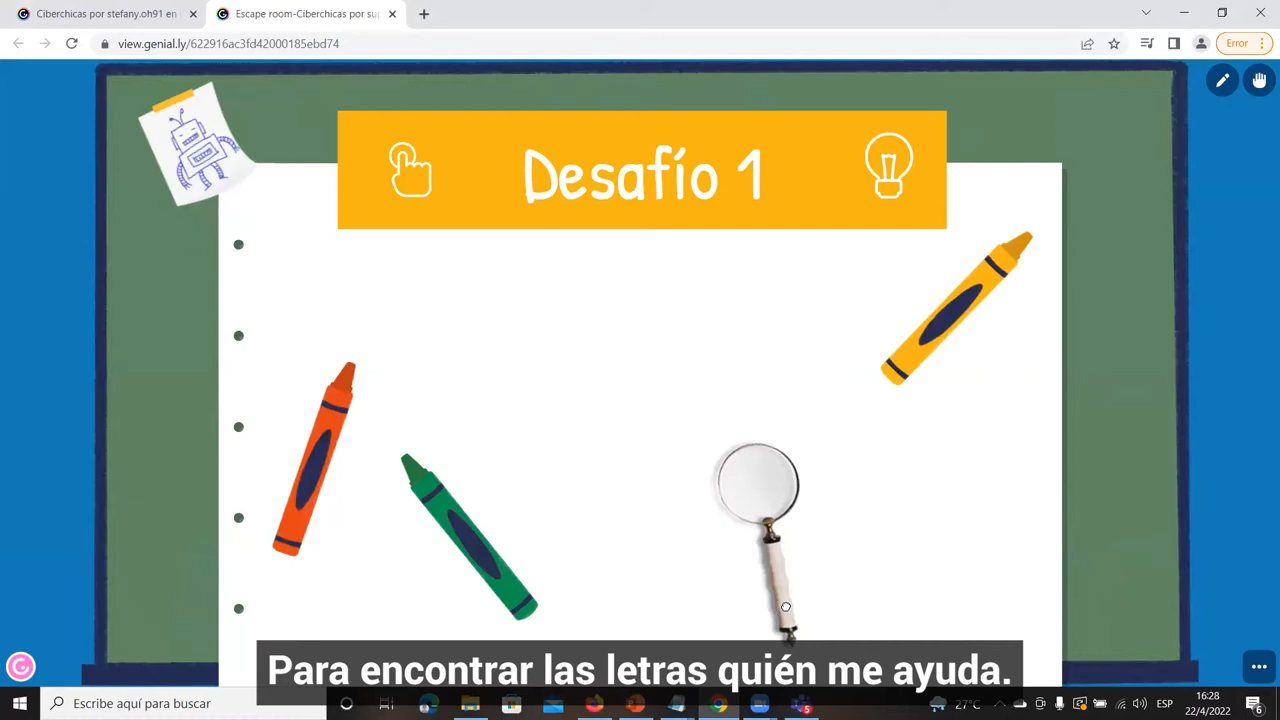 Ciberchicas por stefany.oh91 en
Escape room-Ciberchicas por su
view.genial.ly/622916ac3fd42000185ebd74
Error
Desafío 1
Para encontrar las letras quién me ayuda.
Escribe aquí para buscar
27°C
ESP
16:28
22/4/2022
6